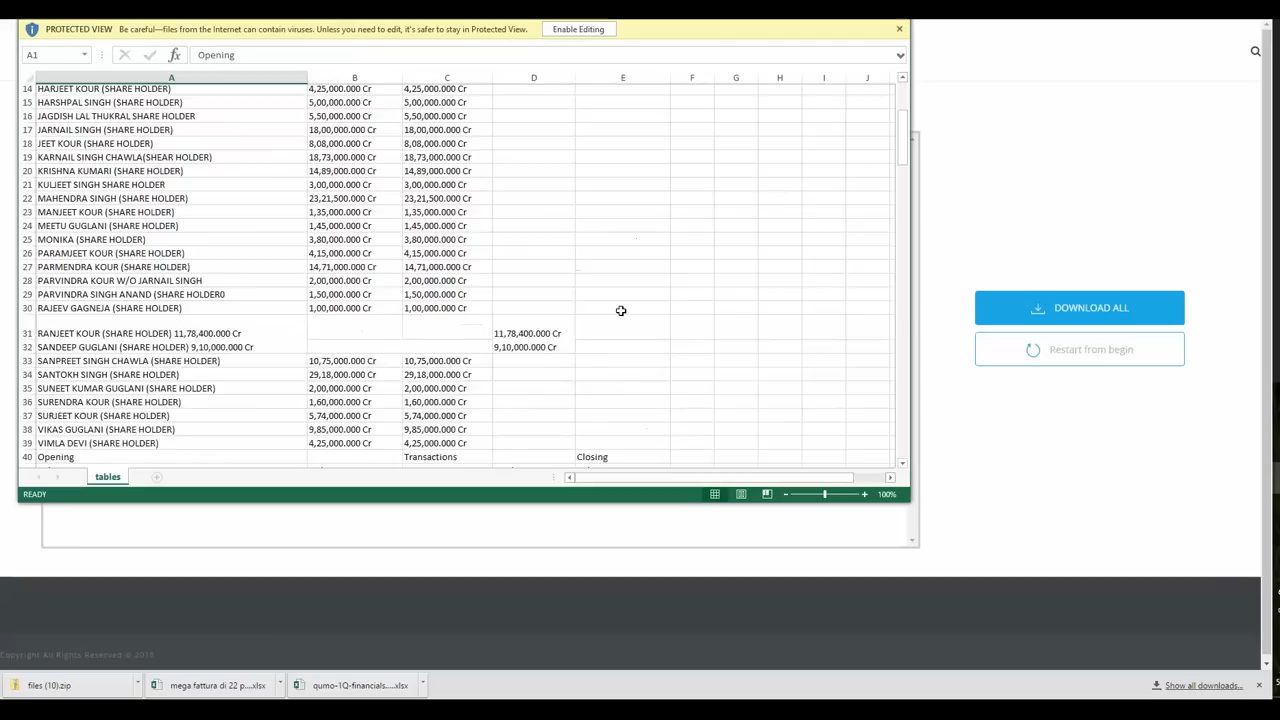 PROTECTED VIEW Be careful—files from the Internet can contain viruses. Unless you need to edit, it's safer to stay in Protected View. Enable Editing
A1 fx Opening
A B C D E F G H I J
14 HARJEET KOUR (SHARE HOLDER) 4,25,000.000 Cr 4,25,000.000 Cr
15 HARSHPAL SINGH (SHARE HOLDER) 5,00,000.000 Cr 5,00,000.000 Cr
16 JAGDISH LAL THUKRAL SHARE HOLDER 5,50,000.000 Cr 5,50,000.000 Cr
17 JARNAIL SINGH (SHARE HOLDER) 18,00,000.000 Cr 18,00,000.000 Cr
18 JEET KOUR (SHARE HOLDER) 8,08,000.000 Cr 8,08,000.000 Cr
19 KARNAIL SINGH CHAWLA(SHEAR HOLDER) 18,73,000.000 Cr 18,73,000.000 Cr
20 KRISHNA KUMARI (SHARE HOLDER) 14,89,000.000 Cr 14,89,000.000 Cr
21 KULJEET SINGH SHARE HOLDER 3,00,000.000 Cr 3,00,000.000 Cr
22 MAHENDRA SINGH (SHARE HOLDER) 23,21,500.000 Cr 23,21,500.000 Cr
23 MANJEET KOUR (SHARE HOLDER) 1,35,000.000 Cr 1,35,000.000 Cr
24 MEETU GUGLANI (SHARE HOLDER) 1,45,000.000 Cr 1,45,000.000 Cr
25 MONIKA (SHARE HOLDER) 3,80,000.000 Cr 3,80,000.000 Cr
26 PARAMJEET KOUR (SHARE HOLDER) 4,15,000.000 Cr 4,15,000.000 Cr
27 PARMENDRA KOUR (SHARE HOLDER) 14,71,000.000 Cr 14,71,000.000 Cr
28 PARVINDRA KOUR W/O JARNAIL SINGH 2,00,000.000 Cr 2,00,000.000 Cr
29 PARVINDRA SINGH ANAND (SHARE HOLDER0 1,50,000.000 Cr 1,50,000.000 Cr
30 RAJEEV GAGNEJA (SHARE HOLDER) 1,00,000.000 Cr 1,00,000.000 Cr
31 RANJEET KOUR (SHARE HOLDER) 11,78,400.000 Cr 11,78,400.000 Cr
32 SANDEEP GUGLANI (SHARE HOLDER) 9,10,000.000 Cr 9,10,000.000 Cr
33 SANPREET SINGH CHAWLA (SHARE HOLDER) 10,75,000.000 Cr 10,75,000.000 Cr
34 SANTOKH SINGH (SHARE HOLDER) 29,18,000.000 Cr 29,18,000.000 Cr
35 SUNEET KUMAR GUGLANI (SHARE HOLDER) 2,00,000.000 Cr 2,00,000.000 Cr
36 SURENDRA KOUR (SHARE HOLDER) 1,60,000.000 Cr 1,60,000.000 Cr
37 SURJEET KOUR (SHARE HOLDER) 5,74,000.000 Cr 5,74,000.000 Cr
38 VIKAS GUGLANI (SHARE HOLDER) 9,85,000.000 Cr 9,85,000.000 Cr
39 VIMLA DEVI (SHARE HOLDER) 4,25,000.000 Cr 4,25,000.000 Cr
40 Opening Transactions Closing
tables
READY 100%
DOWNLOAD ALL
Restart from begin
Copyright All Rights Reserved © 2018
files (10).zip mega fattura di 22 p....xlsx qumo-1Q-financials....xlsx Show all downloads...